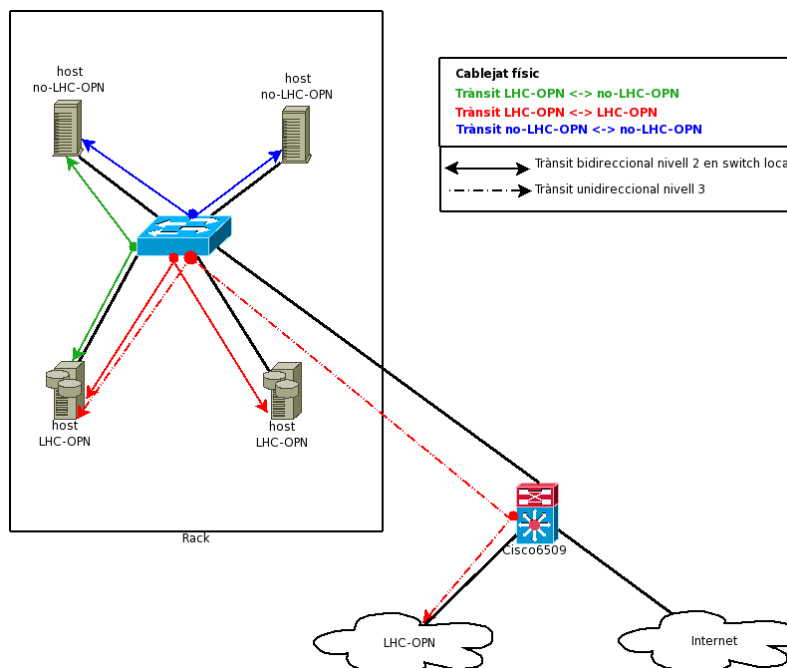 host
no-LHC-OPN
host
no-LHC-OPN
Cablejat físic
Trànsit LHC-OPN <-> no-LHC-OPN
Trànsit LHC-OPN <-> LHC-OPN
Trànsit no-LHC-OPN <-> no-LHC-OPN
Trànsit bidireccional nivell 2 en switch loca
Trànsit unidireccional nivell 3
host
LHC-OPN
host
LHC-OPN
Rack
Cisco6509
LHC-OPN
Internet